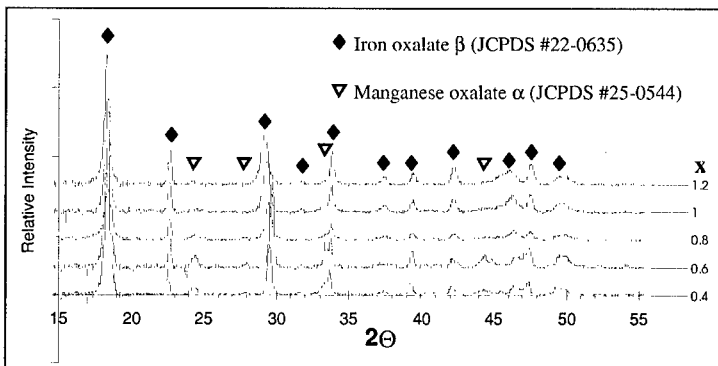 ◆ Iron oxalate β (JCPDS #22-0635)
▽ Manganese oxalate α (JCPDS #25-0544)
Relative Intensity
X
1.2
1
0.8
0.6
0.4
15 20 25 30 35 40 45 50 55
2Θ